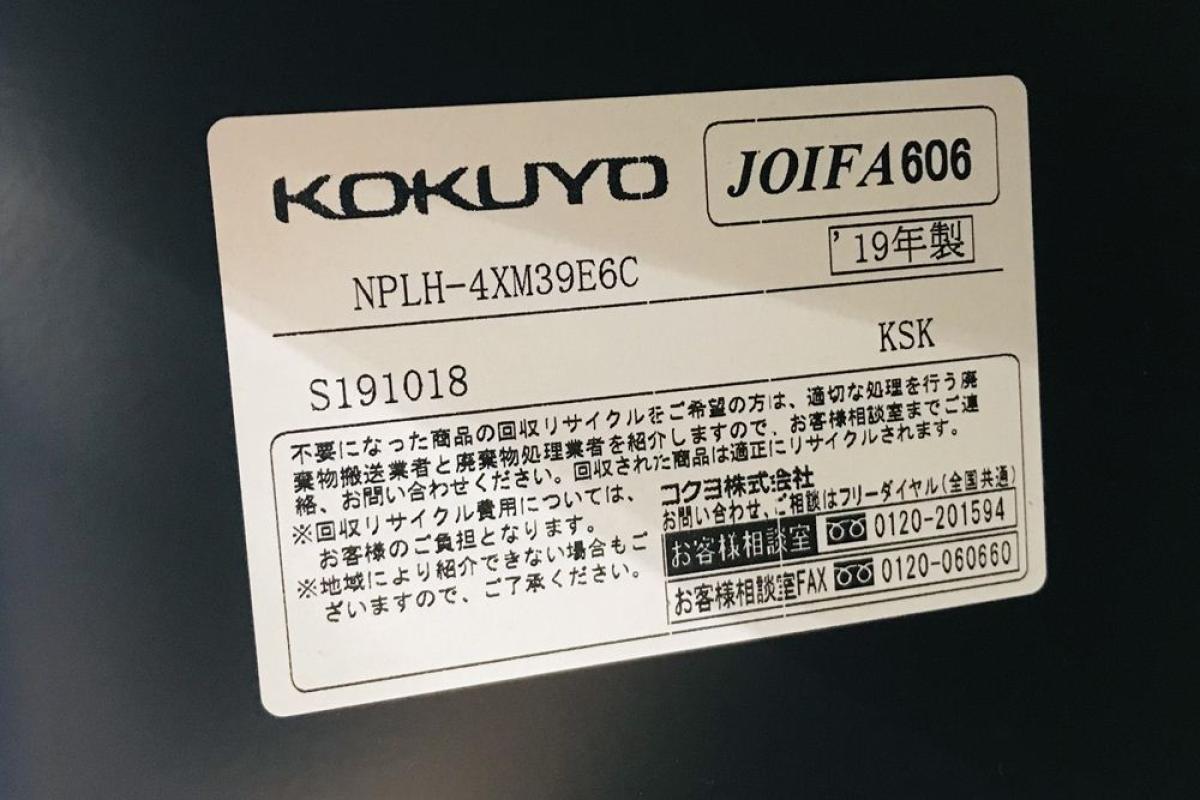 KOKUYO
JOIFA606
'19年製
NPLH-4XM39E6C
S191018
KSK
不要になった商品の回収リサイクルをご希望の方は、適切な処理を行う廃
棄物搬送業者と廃棄物処理業者を紹介しますので、お客様相談室までご連
絡、お問い合わせください。回収された商品は適正にリサイクルされます。
※回収リサイクル費用については、
お客様のご負担となります。
※地域により紹介できない場合もご
ざいますので、ご了承ください。
コクヨ株式会社
お問い合わせ、ご相談はフリーダイヤル(全国共通)
お客様相談室 0120-201594
お客様相談室FAX 0120-060660